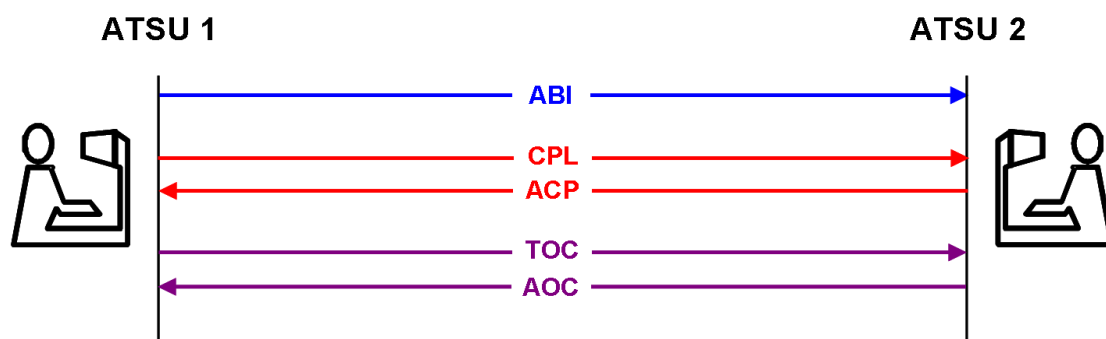 ATSU 1
ATSU 2
ABI
CPL
ACP
TOC
AOC